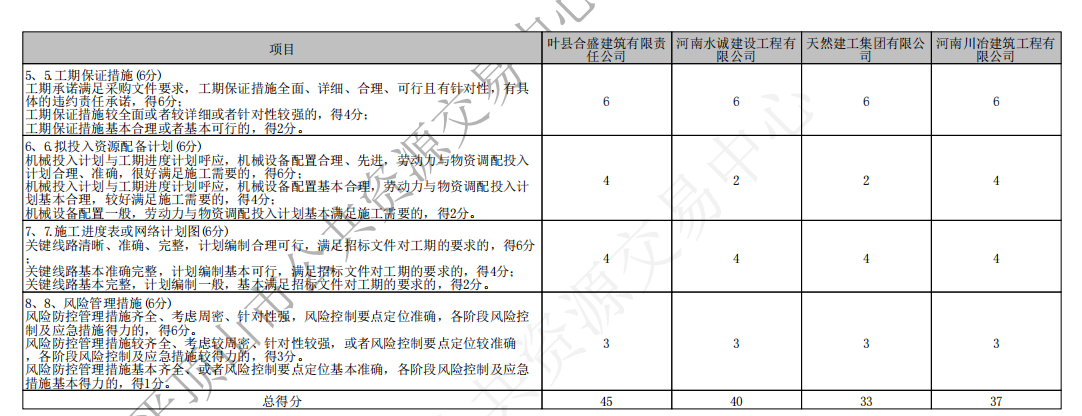 项目
叶县合盛建筑有限责
任公司
河南水诚建设工程有
限公司
天然建工集团有限公
司
河南川冶建筑工程有
限公司
5、5.工期保证措施(6分)
工期承诺满足采购文件要求，工期保证措施全面、详细、合理、可行且有针对性，有具
体的违约责任承诺，得6分；
工期保证措施较全面或者较详细或者针对性较强的，得4分；
工期保证措施基本合理或者基本可行的，得2分。
6
6
6
6
6、6.拟投入资源配备计划(6分)
机械投入计划与工期进度计划呼应，机械设备配置合理、先进，劳动力与物资调配投入
计划合理、准确，很好满足施工需要的，得6分；
机械投入计划与工期进度计划呼应，机械设备配置基本合理，劳动力与物资调配投入计
划基本合理，较好满足施工需要的，得4分；
机械设备配置一般，劳动力与物资调配投入计划基本满足施工需要的，得2分。
4
2
2
4
7、7.施工进度表或网络计划图(6分)
关键线路清晰、准确、完整，计划编制合理可行，满足招标文件对工期的要求的，得6分
；
关键线路基本准确完整，计划编制基本可行，满足招标文件对工期的要求的，得4分；
关键线路基本完整，计划编制一般，基本满足招标文件对工期的要求的，得2分。
4
4
4
4
8、8、风险管理措施(6分)
风险防控管理措施齐全、考虑周密、针对性强，风险控制要点定位准确，各阶段风险控
制及应急措施得力的，得6分。
风险防控管理措施较齐全、考虑较周密、针对性较强，或者风险控制要点定位较准确
，各阶段风险控制及应急措施较得力的，得3分。
风险防控管理措施基本齐全、或者风险控制要点定位基本准确，各阶段风险控制及应急
措施基本得力的，得1分。
3
3
3
3
总得分
45
40
33
37
平顶山市公共资源交易中心
共资源交易中心